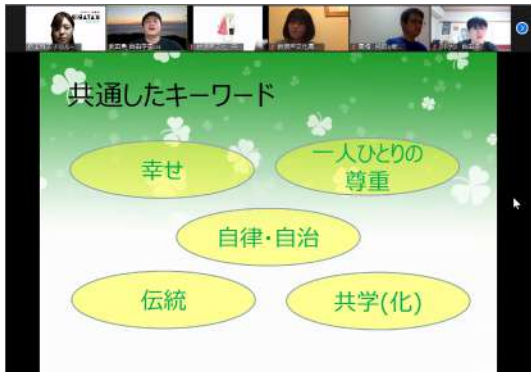 共通したキーワード
幸せ
一人ひとりの
尊重
自律・自治
伝統
共学(化)